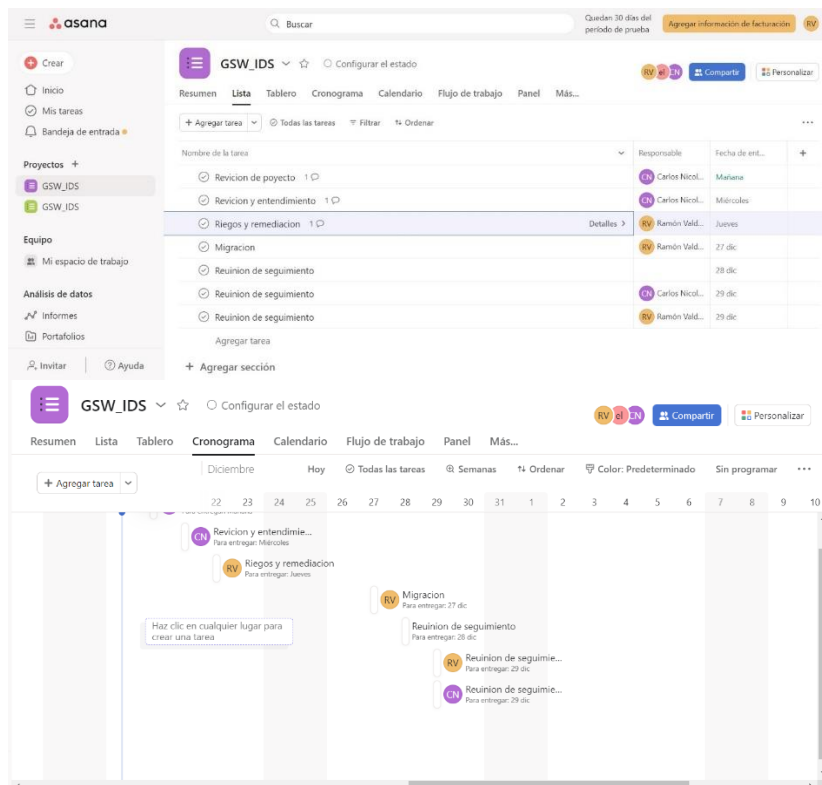 asana
Buscar
Quedan 30 días del
período de prueba
Agregar información de facturación
RV
Crear
Inicio
Mis tareas
Bandeja de entrada
Proyectos +
GSW_IDS
GSW_IDS
Equipo
Mi espacio de trabajo
Análisis de datos
Informes
Portafolios
Invitar
Ayuda
GSW_IDS
Configurar el estado
RV el CN
Compartir
Personalizar
Resumen Lista Tablero Cronograma Calendario Flujo de trabajo Panel Más...
+ Agregar tarea
Todas las tareas
Filtrar
Ordenar
Nombre de la tarea Responsable Fecha de ent... +
Revicion de poyecto 1 CN Carlos Nicol... Mañana
Revicion y entendimiento 1 CN Carlos Nicol... Miércoles
Riegos y remediacion 1 Detalles > RV Ramón Vald... Jueves
Migracion RV Ramón Vald... 27 dic
Reuinion de seguimiento 28 dic
Reuinion de seguimiento CN Carlos Nicol... 29 dic
Reuinion de seguimiento RV Ramón Vald... 29 dic
Agregar tarea
+ Agregar sección
GSW_IDS
Configurar el estado
RV el CN
Compartir
Personalizar
Resumen Lista Tablero Cronograma Calendario Flujo de trabajo Panel Más...
+ Agregar tarea
Diciembre Hoy Todas las tareas Semanas Ordenar Color: Predeterminado Sin programar ...
22 23 24 25 26 27 28 29 30 31 1 2 3 4 5 6 7 8 9 10
CN Revicion y entendimie...
Para entregar: Miércoles
RV Riegos y remediacion
Para entregar: Jueves
RV Migracion
Para entregar: 27 dic
Haz clic en cualquier lugar para
crear una tarea
Reuinion de seguimiento
Para entregar: 28 dic
RV Reuinion de seguimie...
Para entregar: 29 dic
CN Reuinion de seguimie...
Para entregar: 29 dic